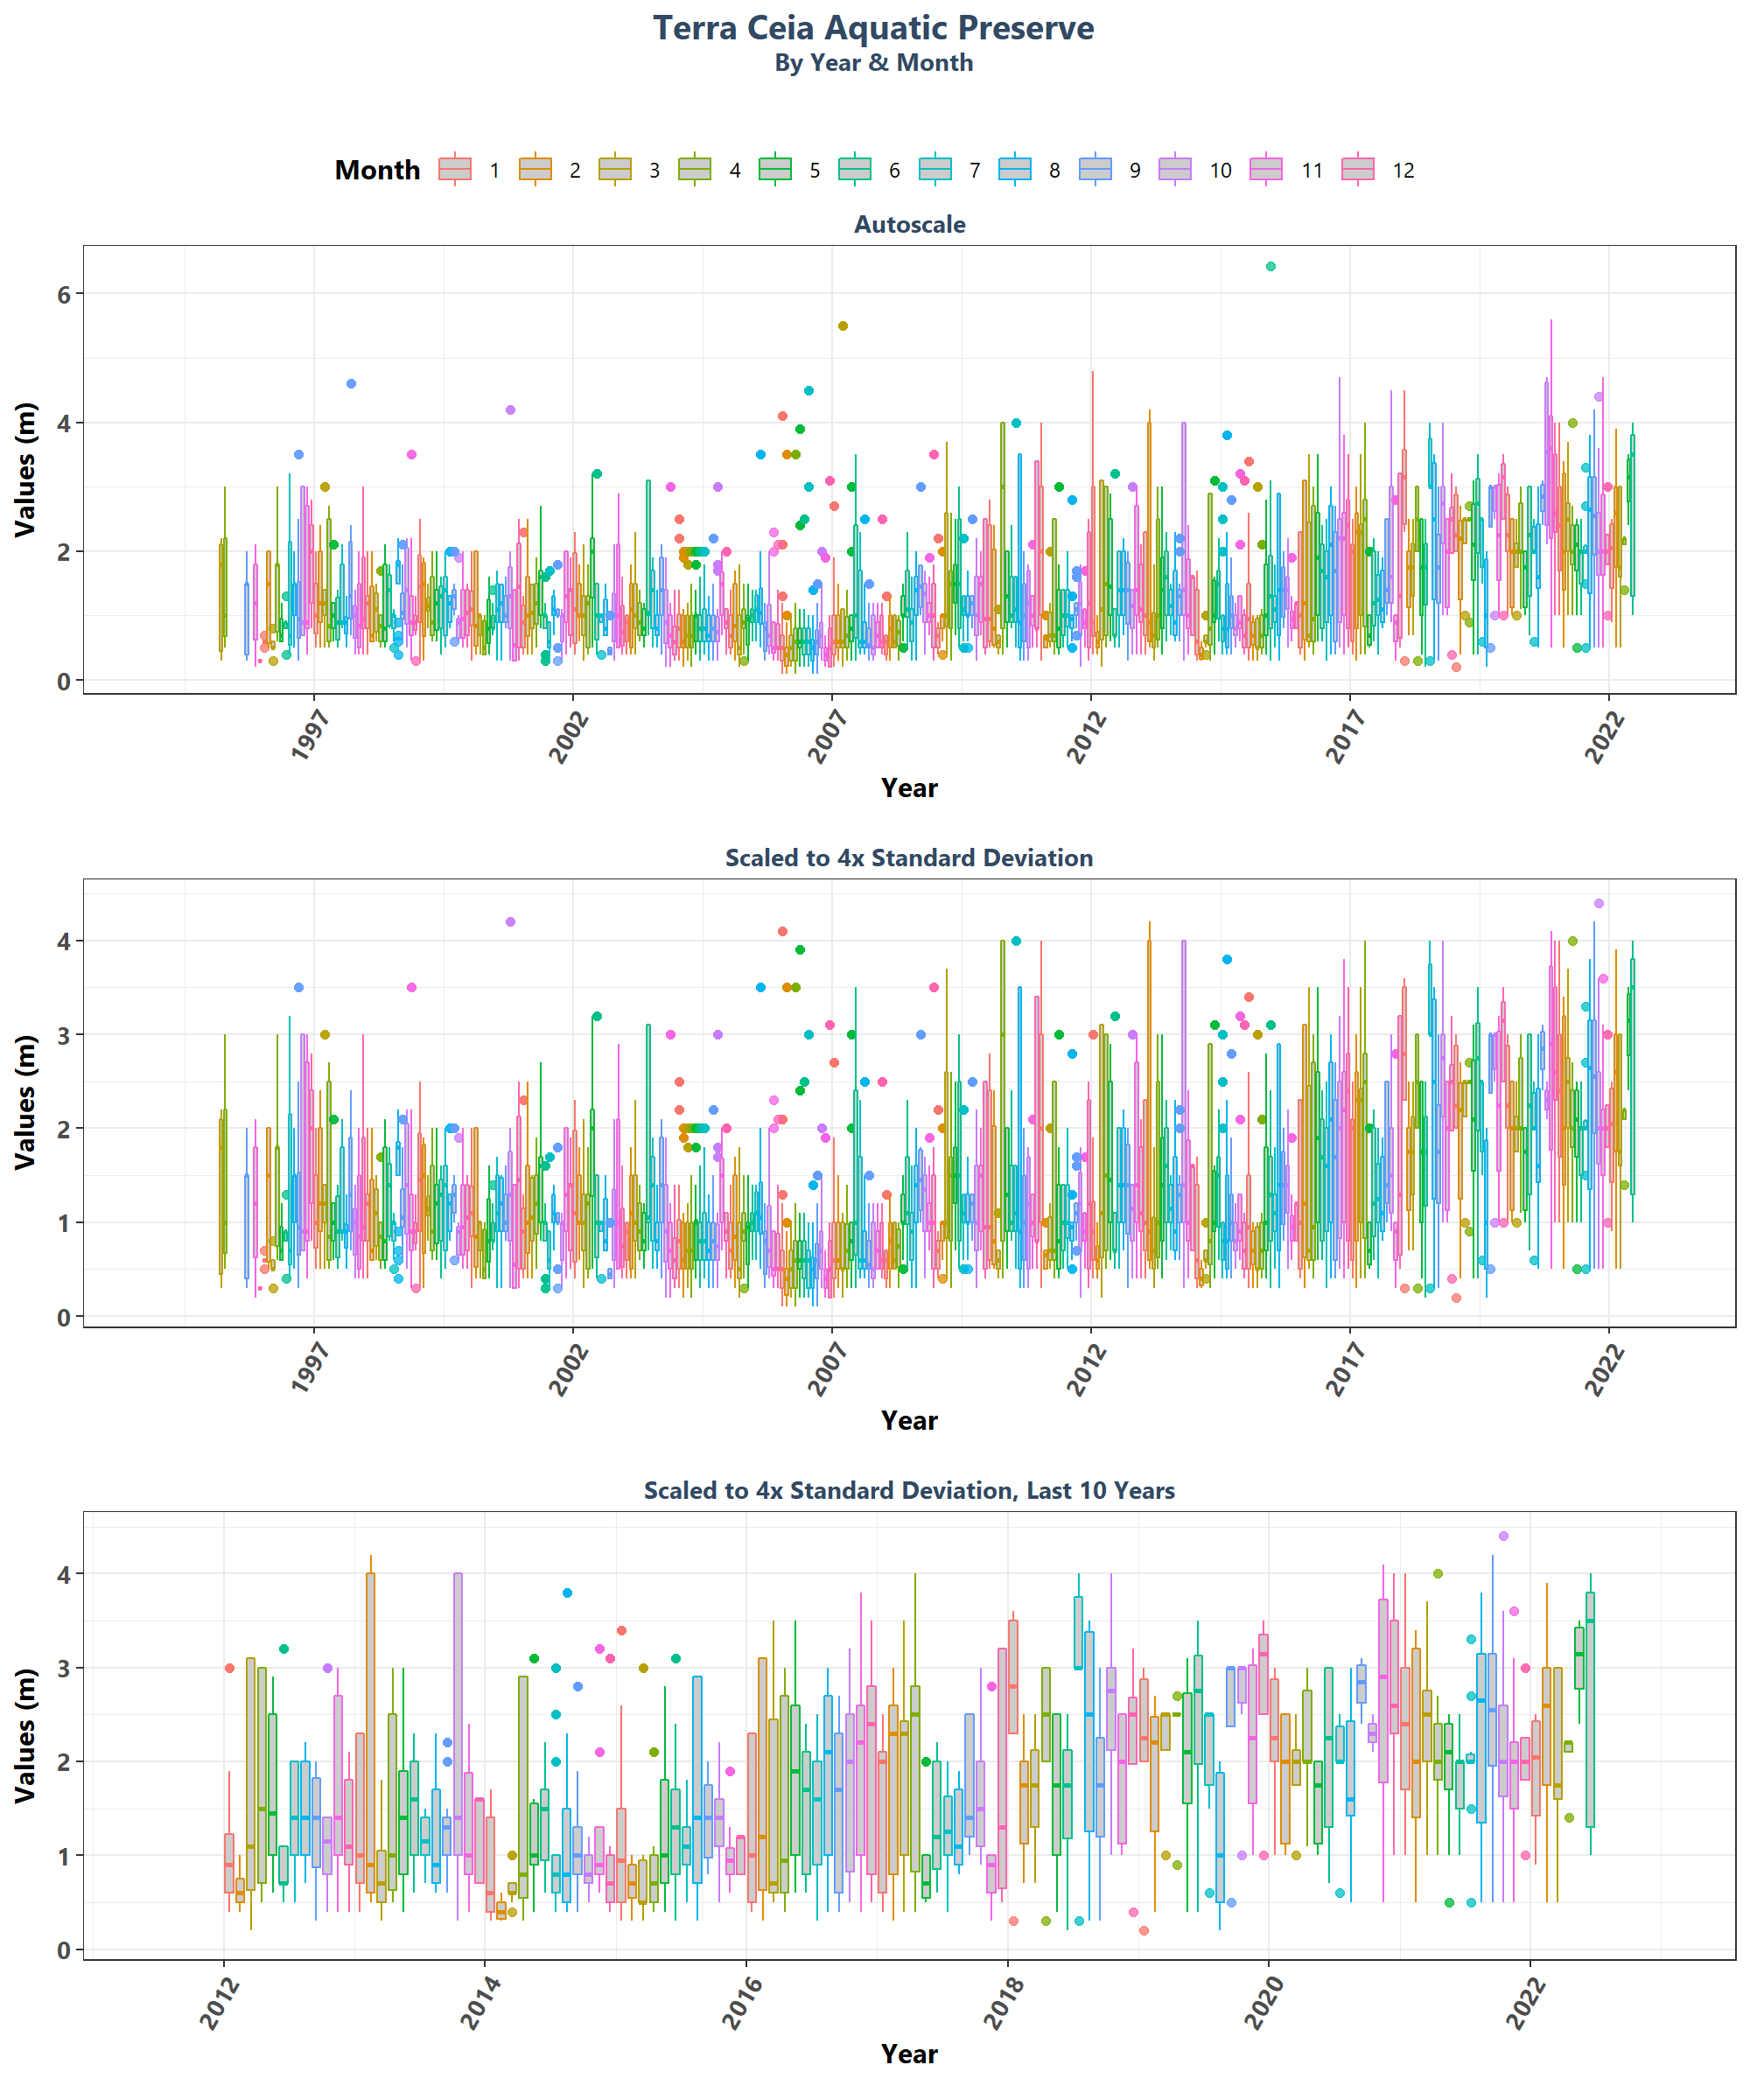 Terra Ceia Aquatic Preserve
By Year & Month
Month 1 2 3 4 5 6 7 8 9 10 11 12
Autoscale
Values (m)
6
4
2
0
1997 2002 2007 2012 2017 2022
Year
Scaled to 4x Standard Deviation
Values (m)
4
3
2
1
0
1997 2002 2007 2012 2017 2022
Year
Scaled to 4x Standard Deviation, Last 10 Years
Values (m)
4
3
2
1
0
2012 2014 2016 2018 2020 2022
Year